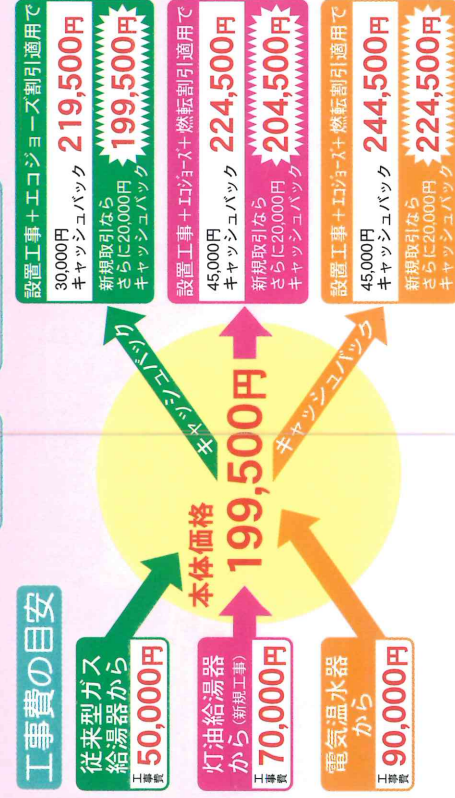 工事費の目安
従来型ガス
給湯器から
工事費 50,000円
灯油給湯器
から(新規工事)
工事費 70,000円
電気温水器
から
工事費 90,000円
本体価格
199,500円
キャッシュバック
キャッシュバック
設置工事+エコジョーズ割引適用で
30,000円
キャッシュバック 219,500円
新規取引なら
さらに20,000円
キャッシュバック 199,500円
設置工事+エコジョーズ+燃転割引適用で
45,000円
キャッシュバック 224,500円
新規取引なら
さらに20,000円
キャッシュバック 204,500円
設置工事+エコジョーズ+燃転割引適用で
45,000円
キャッシュバック 244,500円
新規取引なら
さらに20,000円
キャッシュバック 224,500円